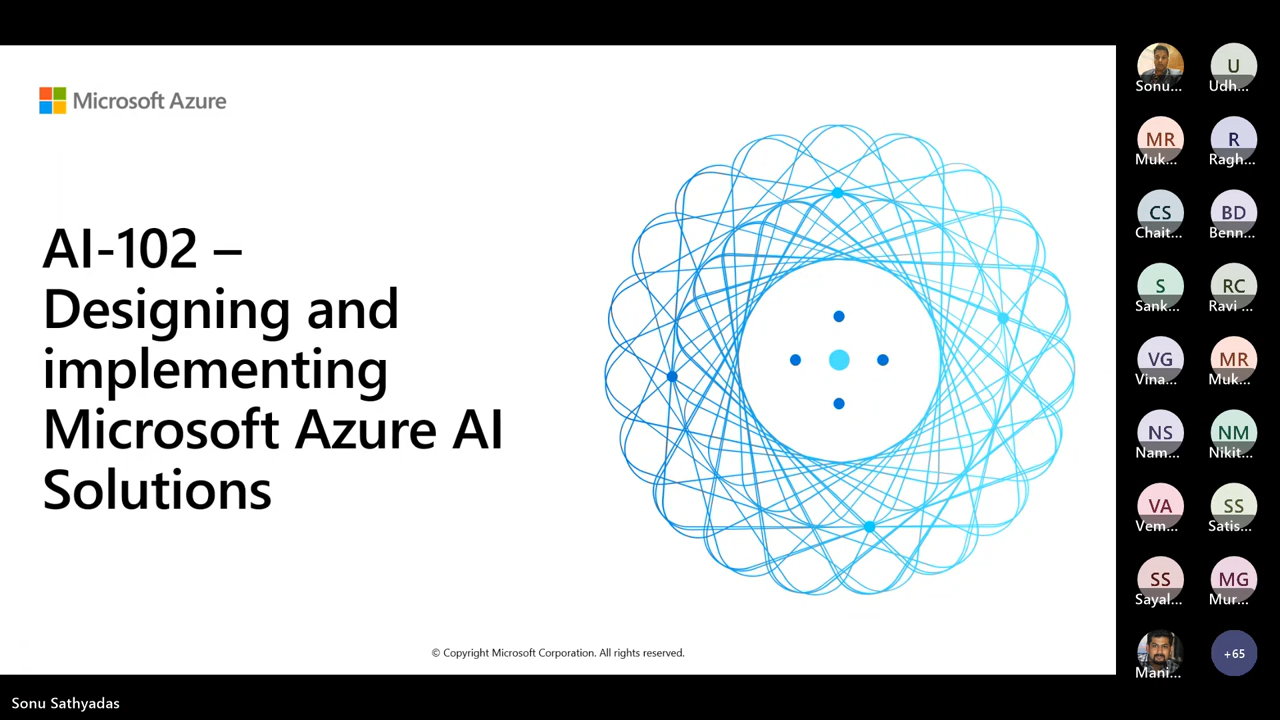 Microsoft Azure
AI-102 –
Designing and
implementing
Microsoft Azure AI
Solutions
© Copyright Microsoft Corporation. All rights reserved.
Sonu...
U
Udh...
MR
Muk...
R
Ragh...
CS
Chait...
BD
Benn...
S
Sank...
RC
Ravi ...
VG
Vina...
MR
Muk...
NS
Nam...
NM
Nikit...
VA
Vem...
SS
Satis...
SS
Sayal...
MG
Mur...
Mani...
+65
Sonu Sathyadas